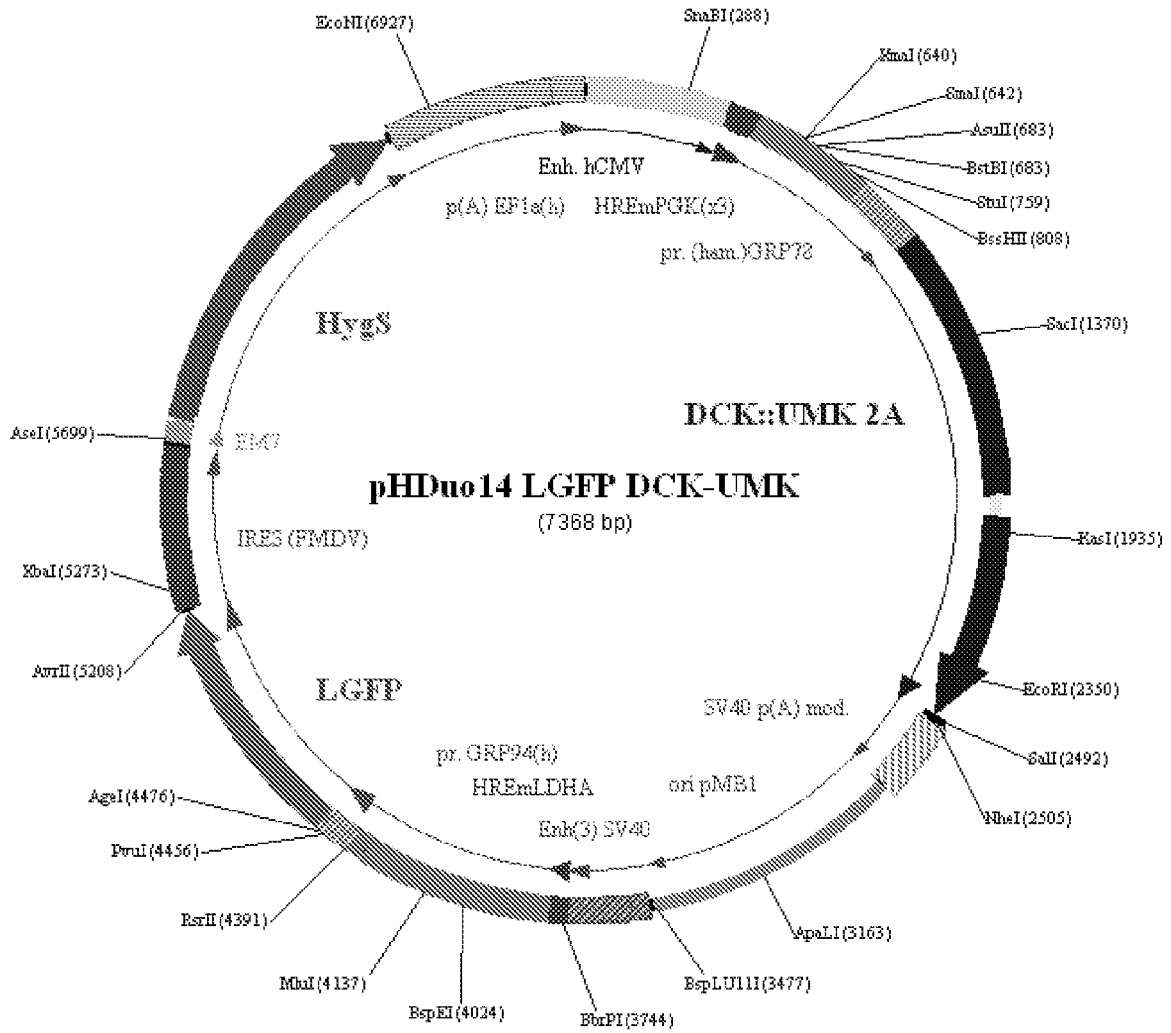 EcoNI(6927)
SnaBI(288)
XmaI(640)
SmaI(642)
AsuII(683)
BstBI(683)
StuI(759)
BssHII(808)
Enh. hCMV
p(A) EF1a(h)
HREmPGK(x3)
pr. (ham.)GRP78
HygS
SacI(1370)
DCK::UMK 2A
AseI(5699)
EM7
pHDuo14 LGFP DCK-UMK
(7368 bp)
IRES (FMDV)
KasI(1935)
XbaI(5273)
AvrII(5208)
LGFP
EcoRI(2350)
SV40 p(A) mod.
SalI(2492)
pr. GRP94(h)
HREmLDHA
ori pMB1
NheI(2505)
AgeI(4476)
Enh(3) SV40
PvuI(4456)
RsrII(4391)
ApaLI(3163)
MluI(4137)
BspLU11I(3477)
BspEI(4024)
BbrPI(3744)